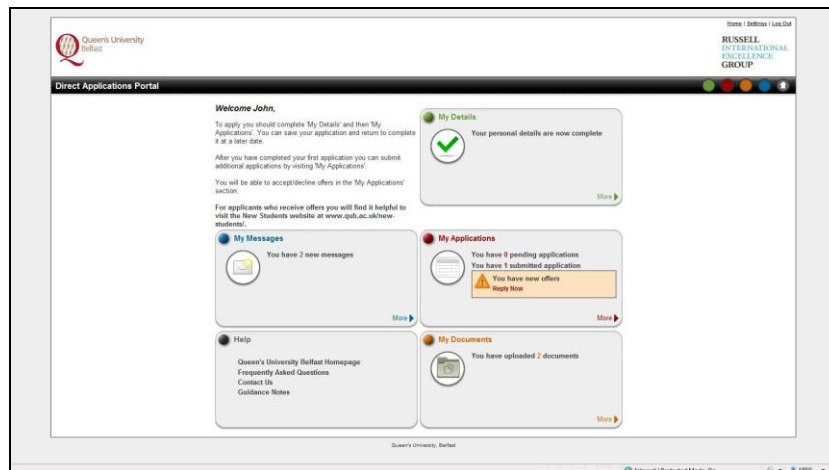 Home | Settings | Log Out
Queen's University
Belfast
RUSSELL
INTERNATIONAL
EXCELLENCE
GROUP
Direct Applications Portal
Welcome John,
To apply you should complete 'My Details' and then 'My
Applications'. You can save your application and return to complete
it at a later date.
After you have completed your first application you can submit
additional applications by visiting 'My Applications'.
You will be able to accept/decline offers in the 'My Applications'
section.
For applicants who receive offers you will find it helpful to
visit the New Students website at www.qub.ac.uk/new-
students/.
My Details
Your personal details are now complete
More
My Messages
You have 2 new messages
More
My Applications
You have 0 pending applications
You have 1 submitted application
You have new offers
Reply Now
More
Help
Queen's University Belfast Homepage
Frequently Asked Questions
Contact Us
Guidance Notes
My Documents
You have uploaded 2 documents
More
Queen's University, Belfast